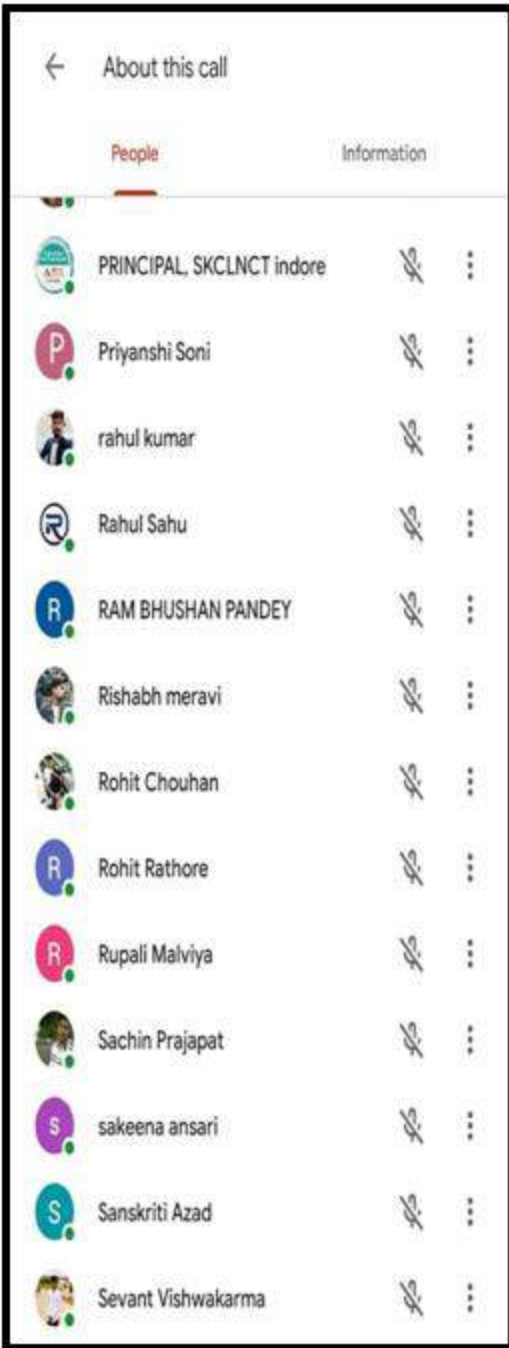 About this call
People Information
PRINCIPAL, SKCLNCT indore
P Priyanshi Soni
rahul kumar
R Rahul Sahu
R RAM BHUSHAN PANDEY
Rishabh meravi
Rohit Chouhan
R Rohit Rathore
R Rupali Malviya
Sachin Prajapat
s sakeena ansari
S Sanskriti Azad
Sevant Vishwakarma